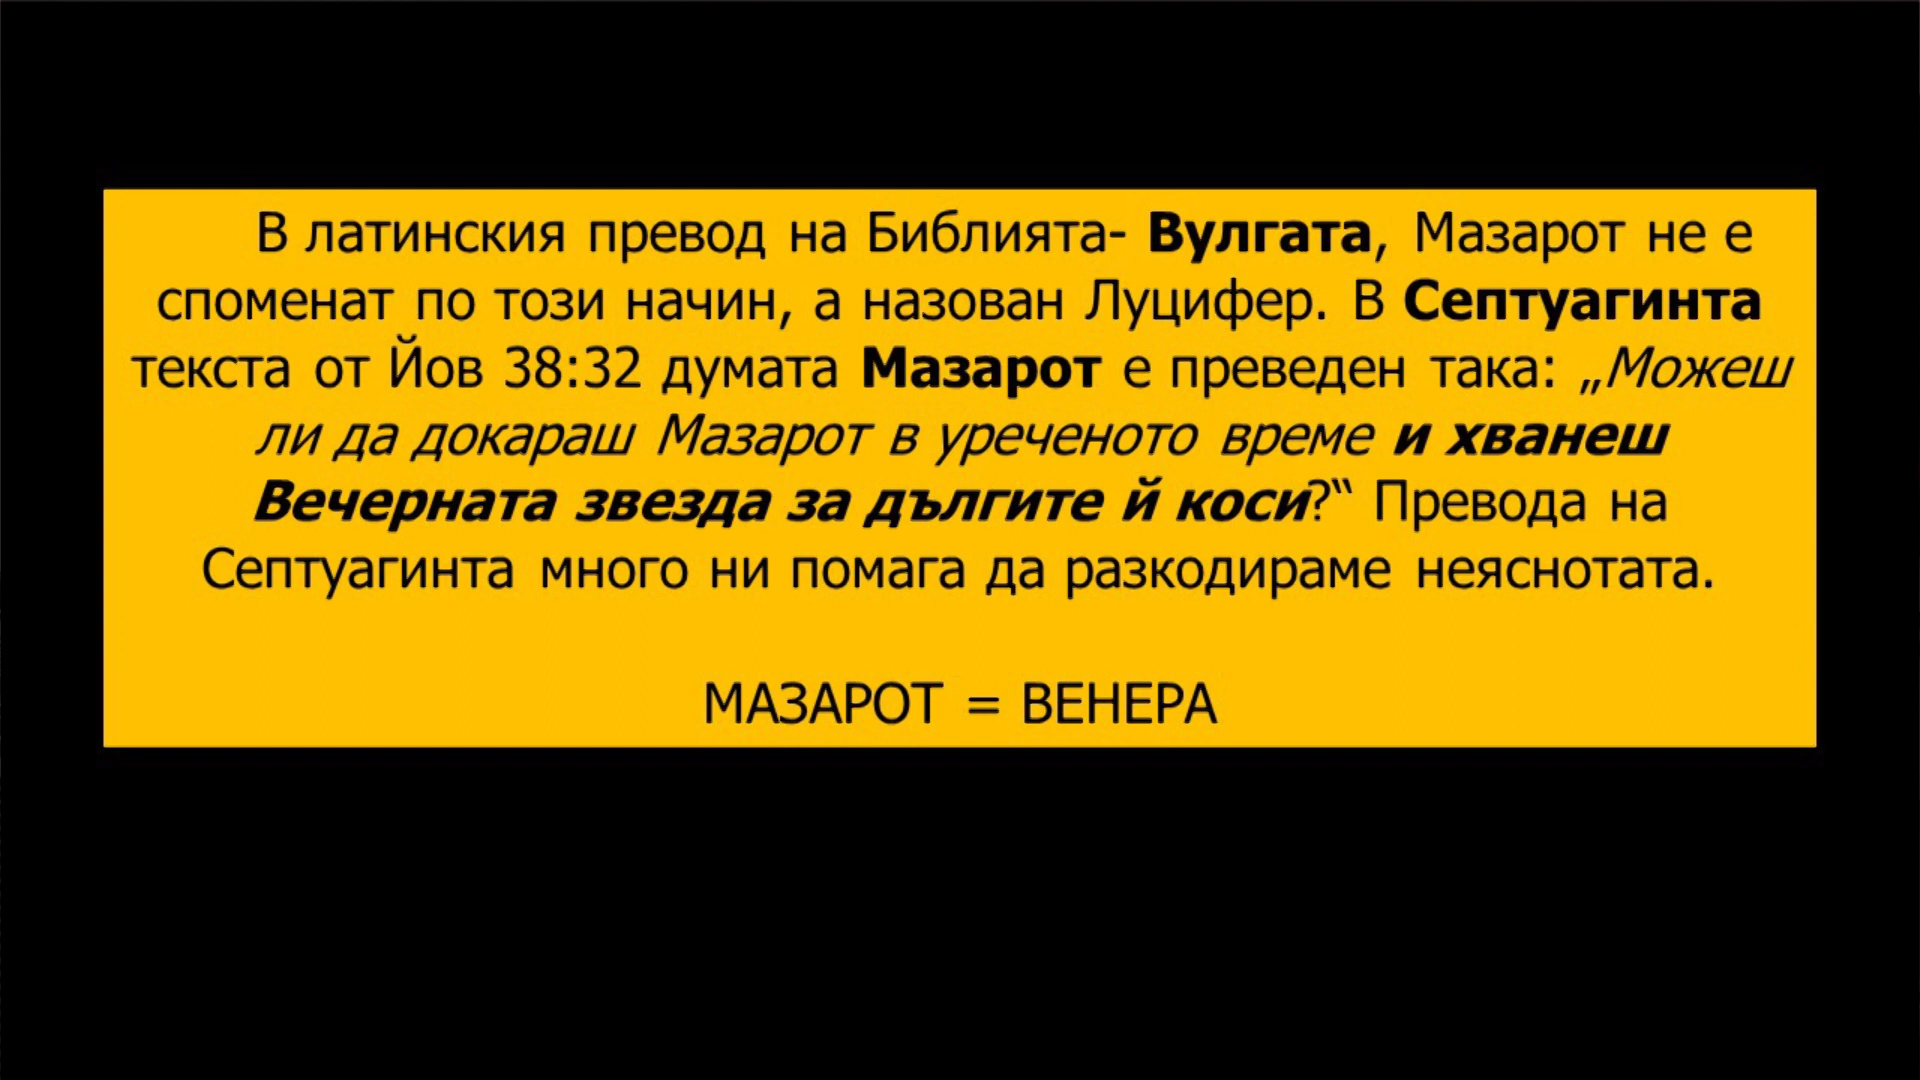 В латинския превод на Библията- Вулгата, Мазарот не е
споменат по този начин, а назован Луцифер. В Септуагинта
текста от Йов 38:32 думата Мазарот е преведен така: „Можеш
ли да докараш Мазарот в уреченото време и хванеш
Вечерната звезда за дългите й коси?“ Превода на
Септуагинта много ни помага да разкодираме неяснотата.
МАЗАРОТ = ВЕНЕРА